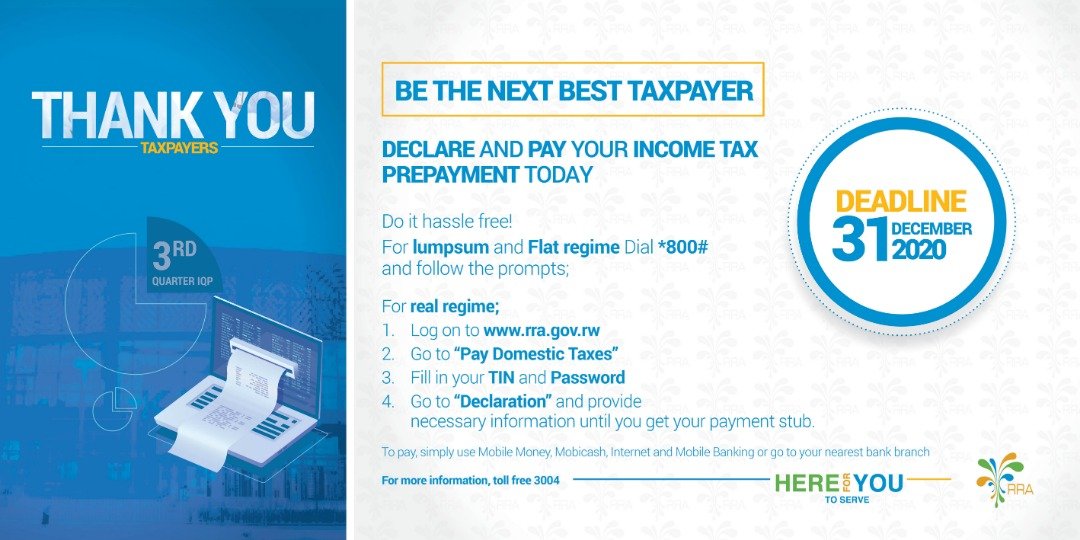 THANK YOU
TAXPAYERS
3RD
QUARTER IQP
BE THE NEXT BEST TAXPAYER
DECLARE AND PAY YOUR INCOME TAX
PREPAYMENT TODAY
Do it hassle free!
For lumpsum and Flat regime Dial *800#
and follow the prompts;
For real regime;
1. Log on to www.rra.gov.rw
2. Go to “Pay Domestic Taxes”
3. Fill in your TIN and Password
4. Go to “Declaration” and provide
necessary information until you get your payment stub.
To pay, simply use Mobile Money, Mobicash, Internet and Mobile Banking or go to your nearest bank branch
For more information, toll free 3004
DEADLINE
31 DECEMBER
2020
HERE FOR YOU
TO SERVE
RRA